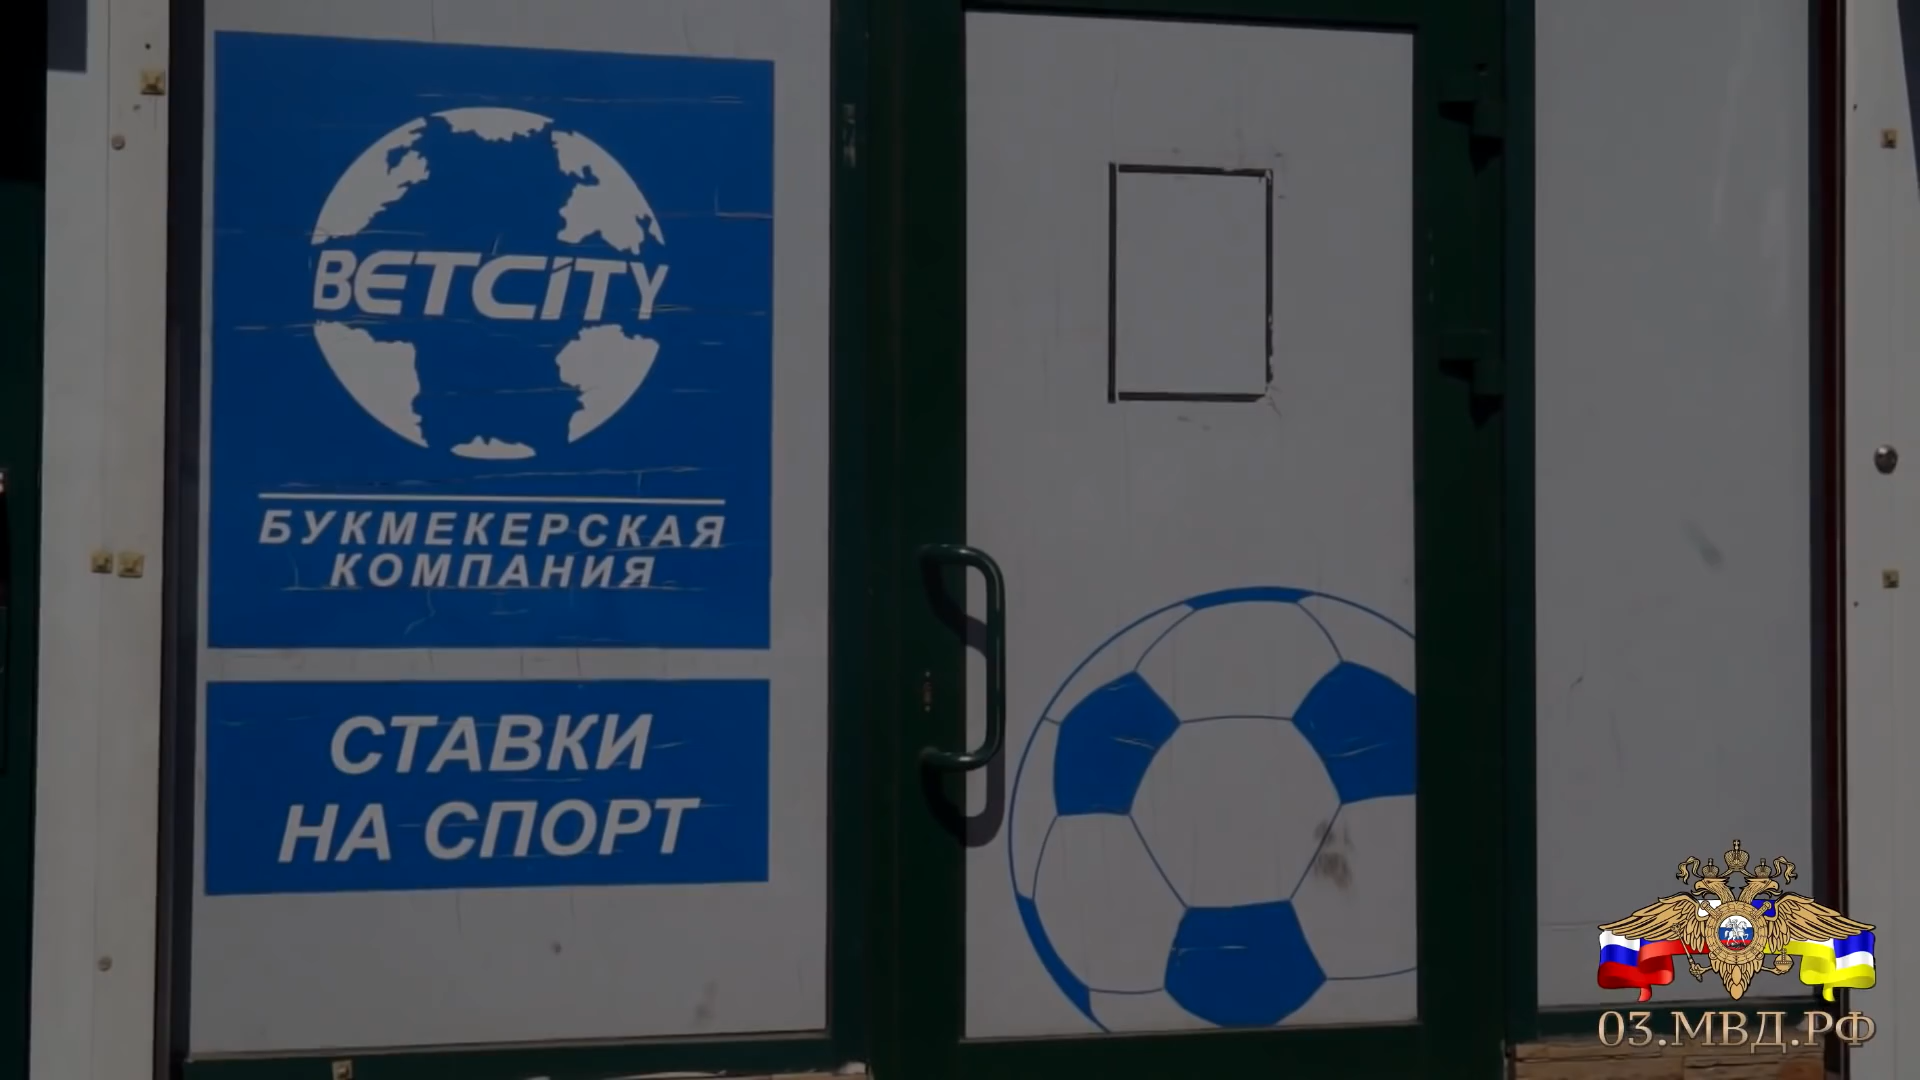 BETCITY
БУКМЕКЕРСКАЯ
КОМПАНИЯ
СТАВКИ
НА СПОРТ
03.МВД.РФ